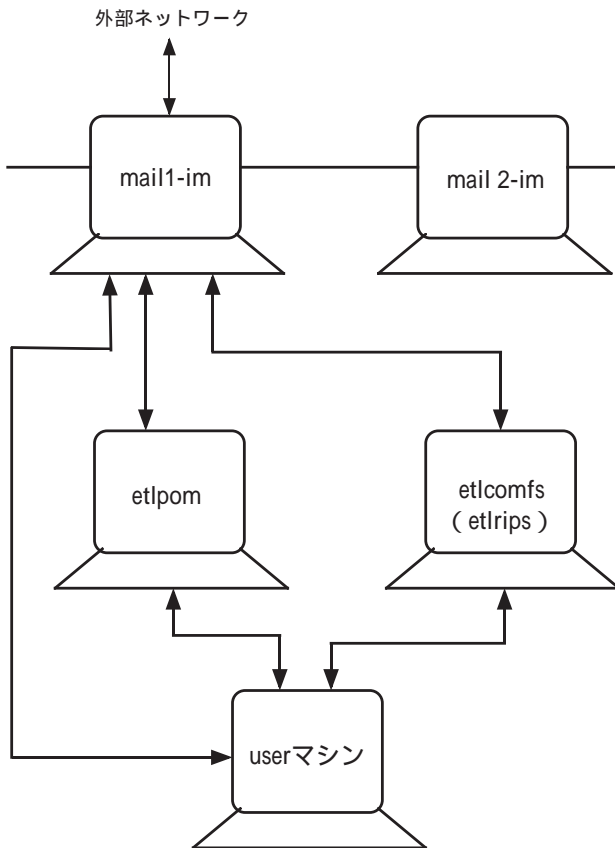 外部ネットワーク
mail1-im
mail 2-im
etlpom
etlcomfs
（etlrips）
userマシン